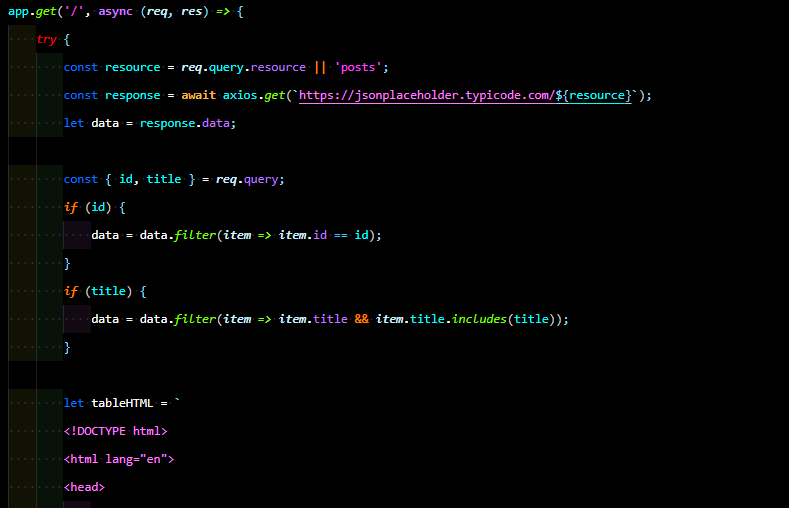 app.get('/', async (req, res) => {
try {
const resource = req.query.resource || 'posts';
const response = await axios.get(`https://jsonplaceholder.typicode.com/${resource}`);
let data = response.data;
const { id, title } = req.query;
if (id) {
data = data.filter(item => item.id == id);
}
if (title) {
data = data.filter(item => item.title && item.title.includes(title));
}
let tableHTML = `
<!DOCTYPE html>
<html lang="en">
<head>